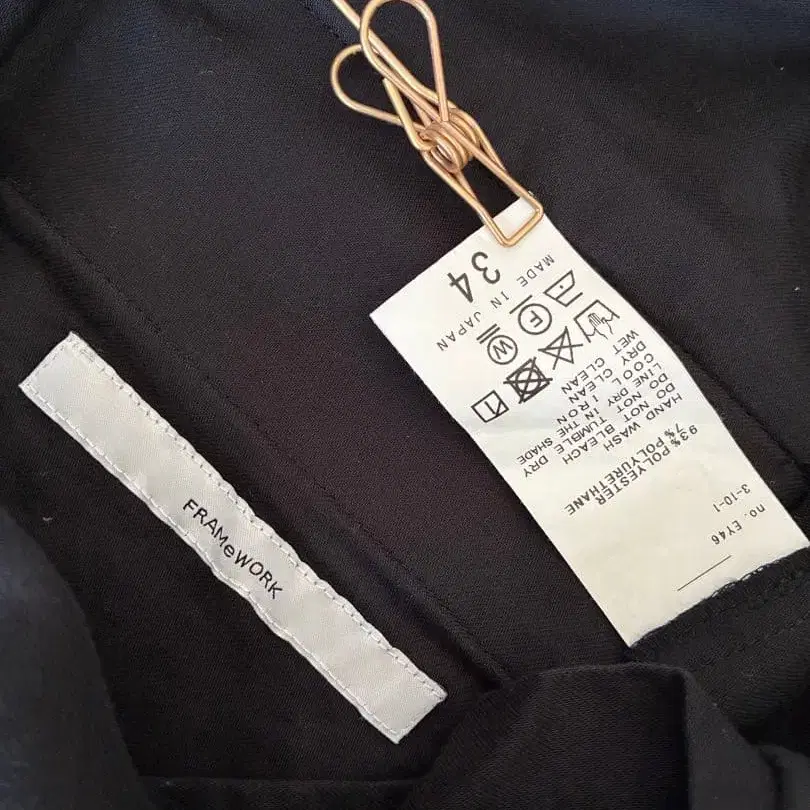 FRAMeWORK
no. EY46
3-10-1
93% POLYESTER
7% POLYURETHANE
HAND WASH
DO NOT BLEACH
DO NOT TUMBLE DRY
LINE DRY IN THE SHADE
COOL IRON
DRY CLEAN
WET CLEAN
F
W
MADE IN JAPAN
34